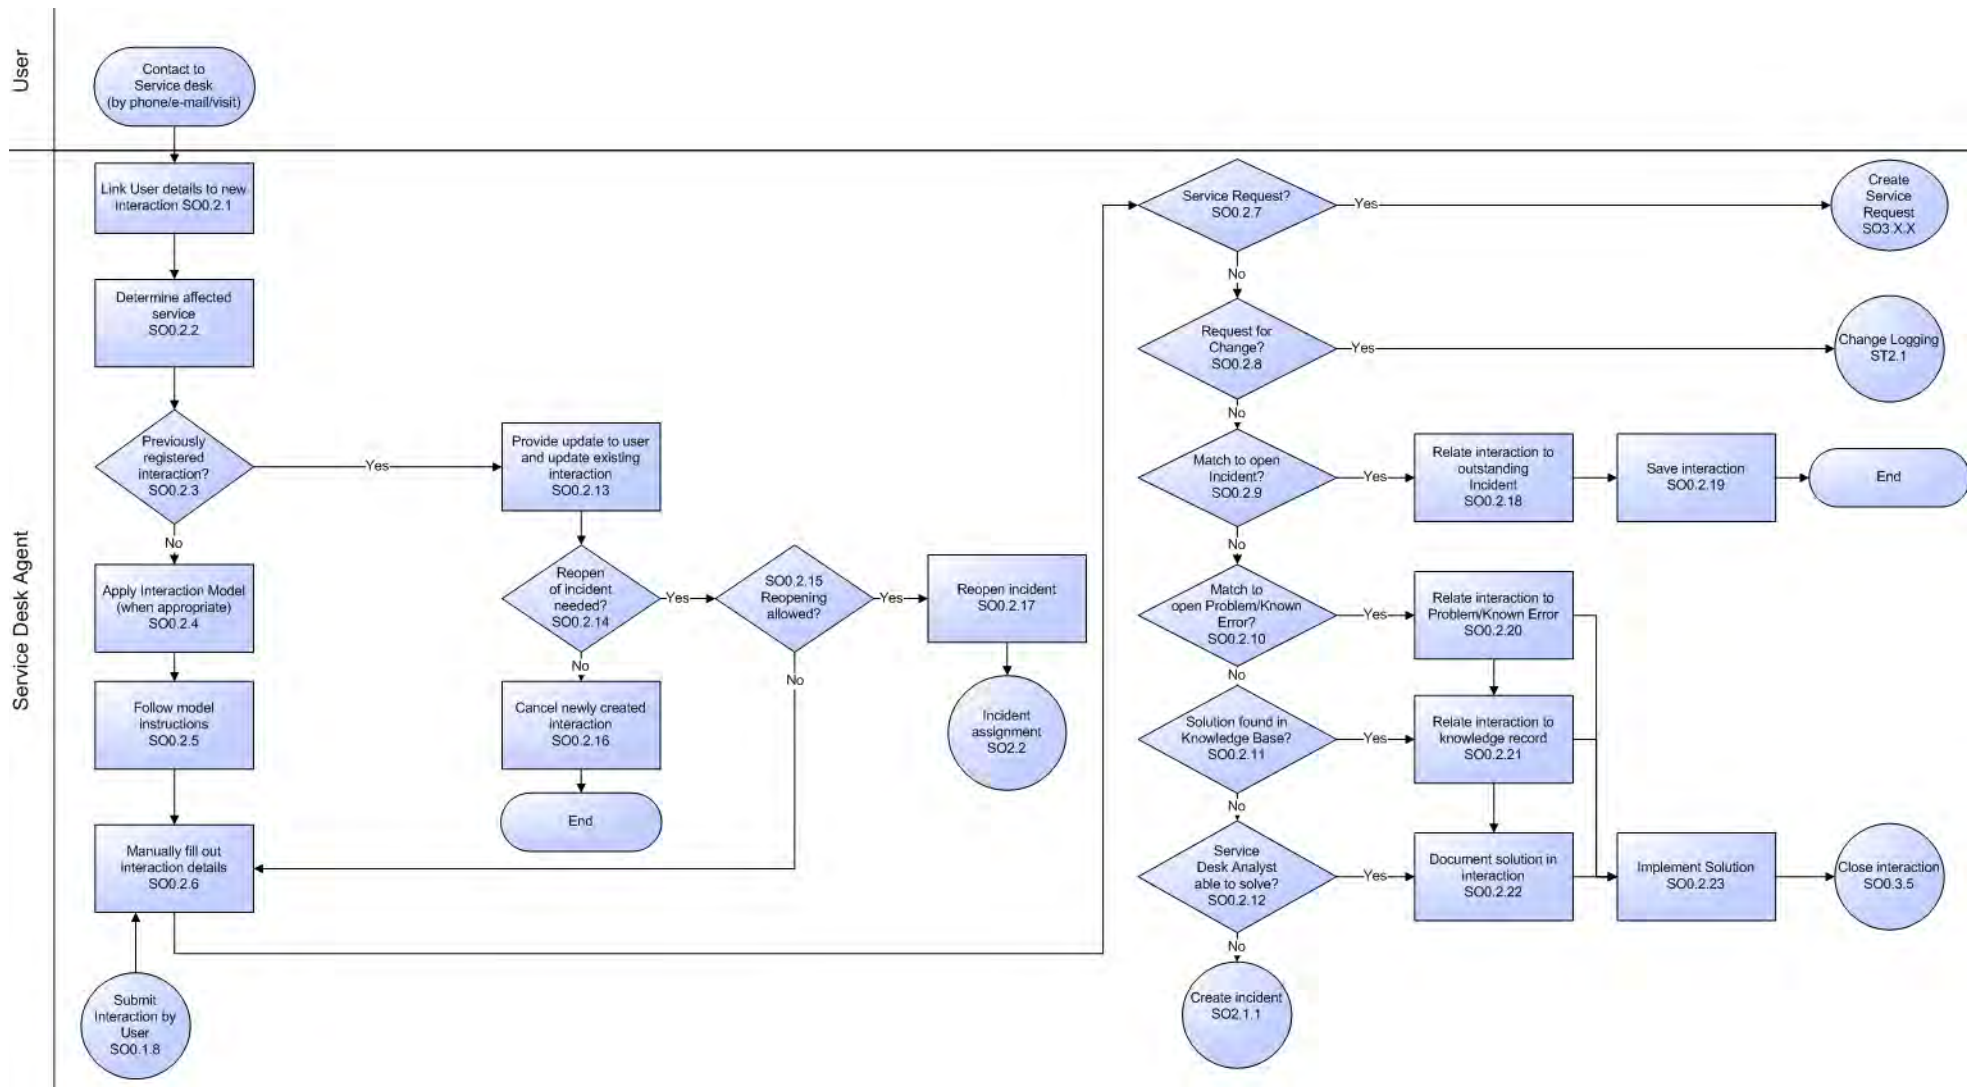 User
Contact to
Service desk
(by phone/e-mail/visit)
Service Desk Agent
Link User details to new
interaction SO0.2.1
Determine affected
service
SO0.2.2
Previously
registered
interaction?
SO0.2.3
Yes
No
Apply Interaction Model
(when appropriate)
SO0.2.4
Follow model
instructions
SO0.2.5
Manually fill out
interaction details
SO0.2.6
Submit
Interaction by
User
SO0.1.8
Provide update to user
and update existing
interaction
SO0.2.13
Reopen
of incident
needed?
SO0.2.14
Yes
No
Cancel newly created
interaction
SO0.2.16
End
SO0.2.15
Reopening
allowed?
Yes
No
Reopen incident
SO0.2.17
Incident
assignment
SO2.2
Service Request?
SO0.2.7
Yes
Create
Service
Request
SO3.X.X
No
Request for
Change?
SO0.2.8
Yes
Change Logging
ST2.1
No
Match to open
Incident?
SO0.2.9
Yes
Relate interaction to
outstanding
Incident
SO0.2.18
Save interaction
SO0.2.19
End
No
Match to
open Problem/Known
Error?
SO0.2.10
Yes
Relate interaction to
Problem/Known Error
SO0.2.20
No
Solution found in
Knowledge Base?
SO0.2.11
Yes
Relate interaction to
knowledge record
SO0.2.21
No
Service
Desk Analyst
able to solve?
SO0.2.12
Yes
Document solution in
interaction
SO0.2.22
Implement Solution
SO0.2.23
Close interaction
SO0.3.5
No
Create incident
SO2.1.1